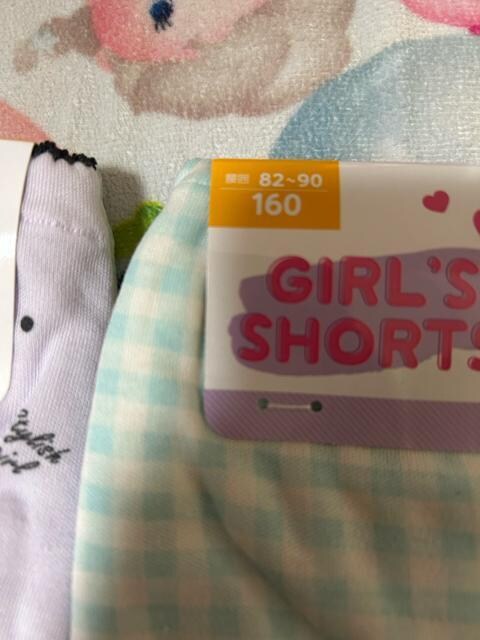 腰囲 82~90
160
GIRL'S
SHORTS
Stylish
girl